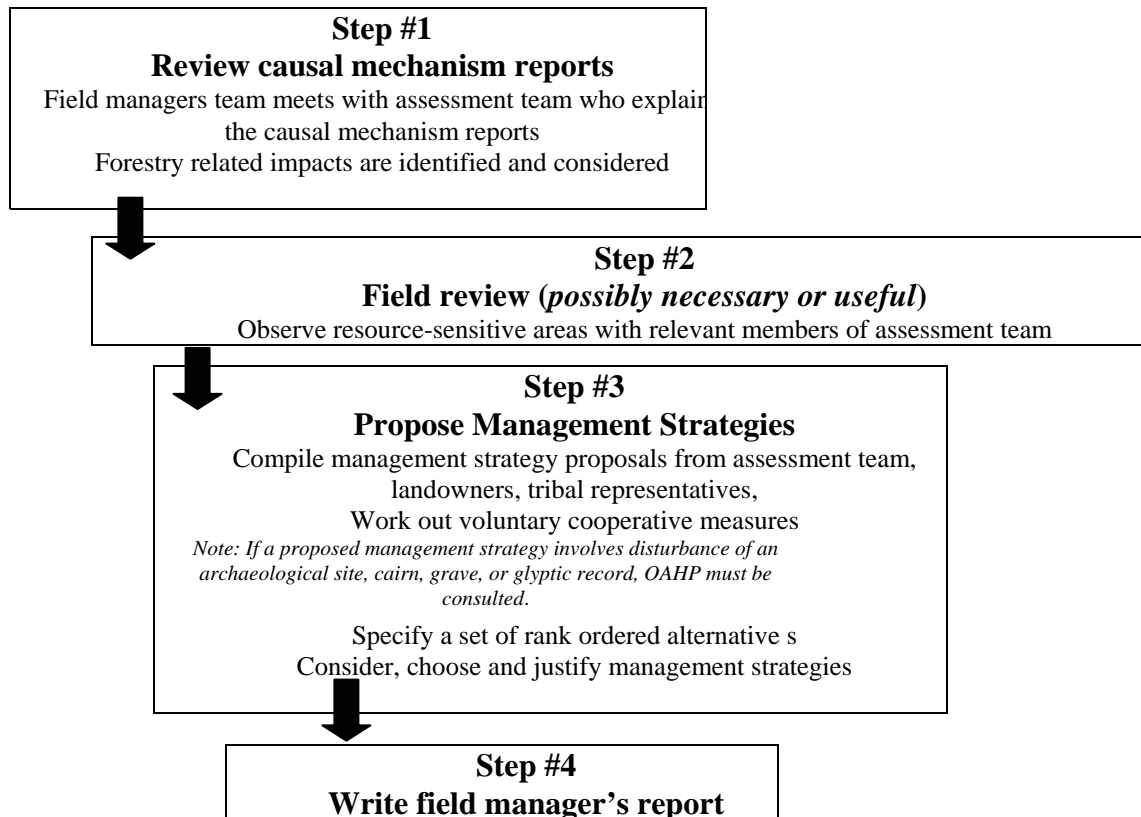 Step #1
Review causal mechanism reports
Field managers team meets with assessment team who explain
the causal mechanism reports
Forestry related impacts are identified and considered
Step #2
Field review (possibly necessary or useful)
Observe resource-sensitive areas with relevant members of assessment team
Step #3
Propose Management Strategies
Compile management strategy proposals from assessment team,
landowners, tribal representatives,
Work out voluntary cooperative measures
Note: If a proposed management strategy involves disturbance of an
archaeological site, cairn, grave, or glyptic record, OAHP must be
consulted.
Specify a set of rank ordered alternative s
Consider, choose and justify management strategies
Step #4
Write field manager’s report